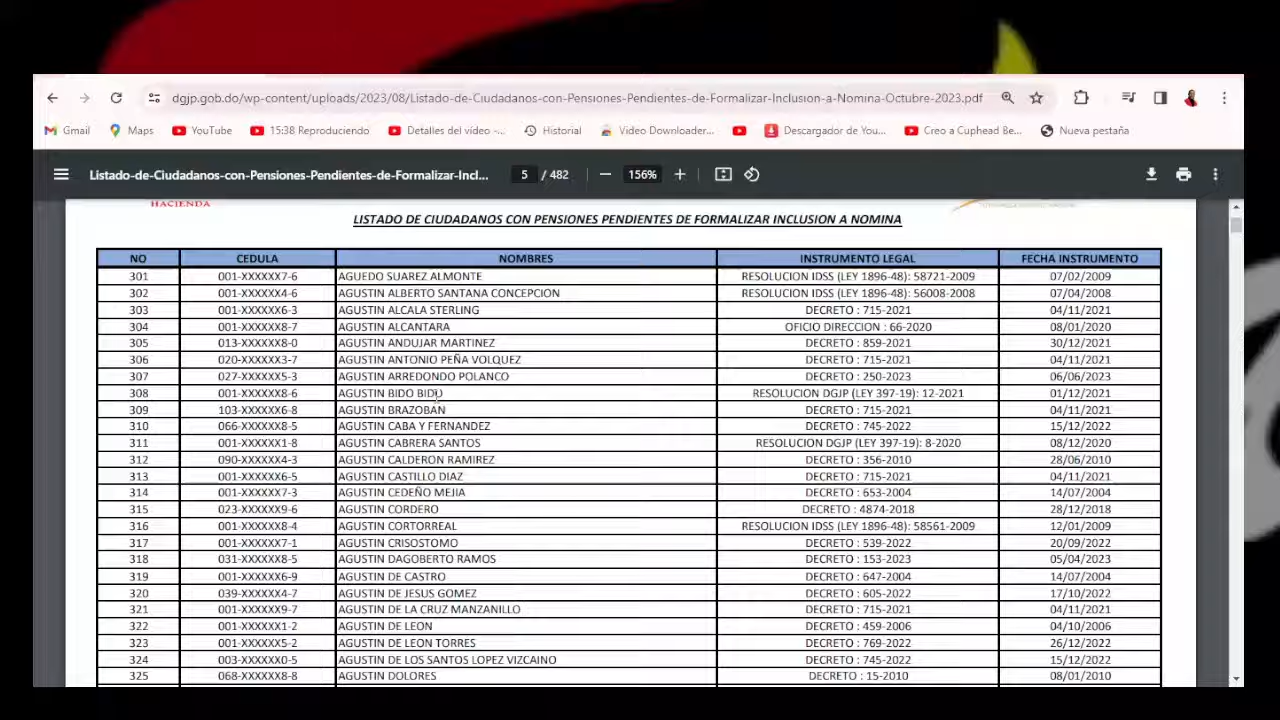 dgjp.gob.do/wp-content/uploads/2023/08/Listado-de-Ciudadanos-con-Pensiones-Pendientes-de-Formalizar-Inclusion-a-Nomina-Octubre-2023.pdf
Gmail Maps YouTube 15:38 Reproduciendo Detalles del vídeo -... Historial Video Downloader... Descargador de You... Creo a Cuphead Be... Nueva pestaña
Listado-de-Ciudadanos-con-Pensiones-Pendientes-de-Formalizar-Incl... 5 / 482 156%
HACIENDA
LISTADO DE CIUDADANOS CON PENSIONES PENDIENTES DE FORMALIZAR INCLUSION A NOMINA
NO CEDULA NOMBRES INSTRUMENTO LEGAL FECHA INSTRUMENTO
301 001-XXXXXX7-6 AGUEDO SUAREZ ALMONTE RESOLUCION IDSS (LEY 1896-48): 58721-2009 07/02/2009
302 001-XXXXXX4-6 AGUSTIN ALBERTO SANTANA CONCEPCION RESOLUCION IDSS (LEY 1896-48): 56008-2008 07/04/2008
303 001-XXXXXX6-3 AGUSTIN ALCALA STERLING DECRETO : 715-2021 04/11/2021
304 001-XXXXXX8-7 AGUSTIN ALCANTARA OFICIO DIRECCION : 66-2020 08/01/2020
305 013-XXXXXX8-0 AGUSTIN ANDUJAR MARTINEZ DECRETO : 859-2021 30/12/2021
306 020-XXXXXX3-7 AGUSTIN ANTONIO PEÑA VOLQUEZ DECRETO : 715-2021 04/11/2021
307 027-XXXXXX5-3 AGUSTIN ARREDONDO POLANCO DECRETO : 250-2023 06/06/2023
308 001-XXXXXX8-6 AGUSTIN BIDO BIDO RESOLUCION DGJP (LEY 397-19): 12-2021 01/12/2021
309 103-XXXXXX6-8 AGUSTIN BRAZOBAN DECRETO : 715-2021 04/11/2021
310 066-XXXXXX8-5 AGUSTIN CABA Y FERNANDEZ DECRETO : 745-2022 15/12/2022
311 001-XXXXXX1-8 AGUSTIN CABRERA SANTOS RESOLUCION DGJP (LEY 397-19): 8-2020 08/12/2020
312 090-XXXXXX4-3 AGUSTIN CALDERON RAMIREZ DECRETO : 356-2010 28/06/2010
313 001-XXXXXX6-5 AGUSTIN CASTILLO DIAZ DECRETO : 715-2021 04/11/2021
314 001-XXXXXX7-3 AGUSTIN CEDEÑO MEJIA DECRETO : 653-2004 14/07/2004
315 023-XXXXXX9-6 AGUSTIN CORDERO DECRETO : 4874-2018 28/12/2018
316 001-XXXXXX8-4 AGUSTIN CORTORREAL RESOLUCION IDSS (LEY 1896-48): 58561-2009 12/01/2009
317 001-XXXXXX7-1 AGUSTIN CRISOSTOMO DECRETO : 539-2022 20/09/2022
318 031-XXXXXX8-5 AGUSTIN DAGOBERTO RAMOS DECRETO : 153-2023 05/04/2023
319 001-XXXXXX6-9 AGUSTIN DE CASTRO DECRETO : 647-2004 14/07/2004
320 039-XXXXXX4-7 AGUSTIN DE JESUS GOMEZ DECRETO : 605-2022 17/10/2022
321 001-XXXXXX9-7 AGUSTIN DE LA CRUZ MANZANILLO DECRETO : 715-2021 04/11/2021
322 001-XXXXXX1-2 AGUSTIN DE LEON DECRETO : 459-2006 04/10/2006
323 001-XXXXXX5-2 AGUSTIN DE LEON TORRES DECRETO : 769-2022 26/12/2022
324 003-XXXXXX0-5 AGUSTIN DE LOS SANTOS LOPEZ VIZCAINO DECRETO : 745-2022 15/12/2022
325 068-XXXXXX8-8 AGUSTIN DOLORES DECRETO : 15-2010 08/01/2010